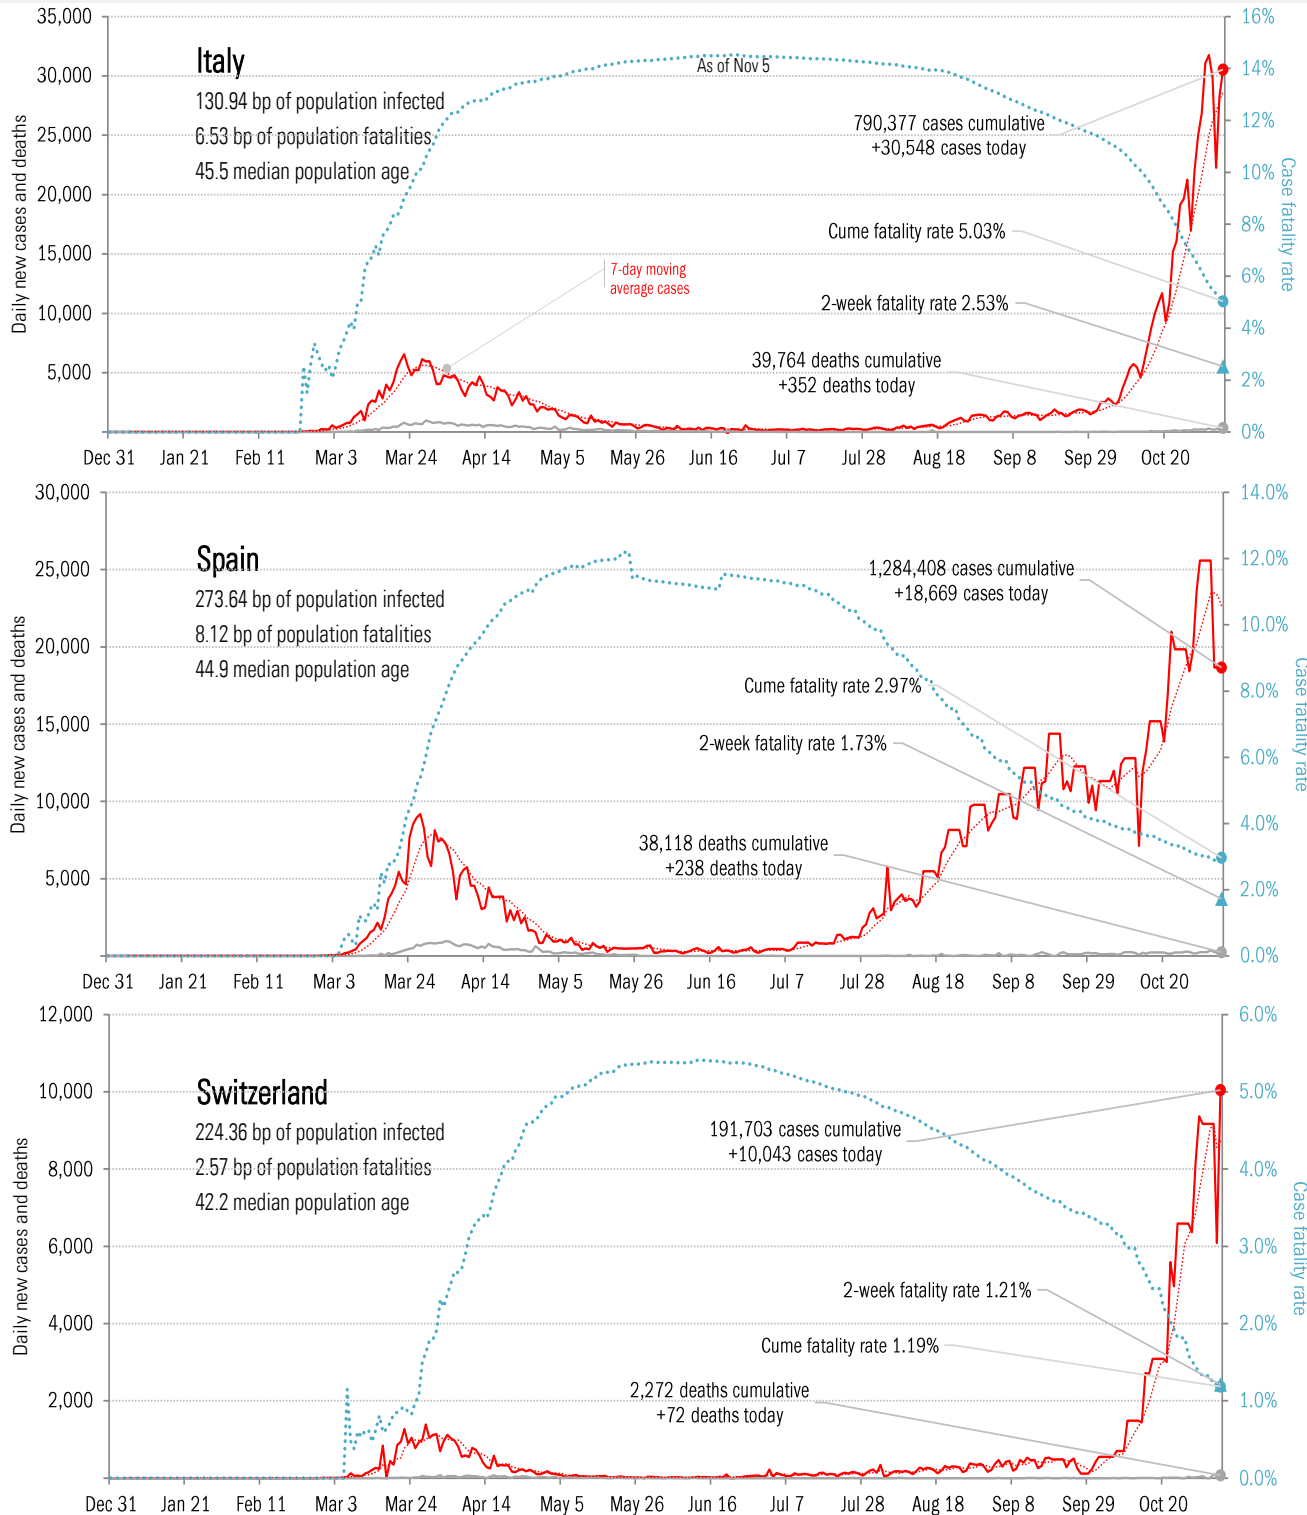 35,000
30,000
25,000
20,000
15,000
10,000
5,000
Daily new cases and deaths
Italy
130.94 bp of population infected
6.53 bp of population fatalities
45.5 median population age
As of Nov 5
790,377 cases cumulative
+30,548 cases today
Cume fatality rate 5.03%
2-week fatality rate 2.53%
39,764 deaths cumulative
+352 deaths today
7-day moving
average cases
16%
14%
12%
10%
8%
6%
4%
2%
0%
Case fatality rate
Dec 31 Jan 21 Feb 11 Mar 3 Mar 24 Apr 14 May 5 May 26 Jun 16 Jul 7 Jul 28 Aug 18 Sep 8 Sep 29 Oct 20
30,000
25,000
20,000
15,000
10,000
5,000
Daily new cases and deaths
Spain
273.64 bp of population infected
8.12 bp of population fatalities
44.9 median population age
1,284,408 cases cumulative
+18,669 cases today
Cume fatality rate 2.97%
2-week fatality rate 1.73%
38,118 deaths cumulative
+238 deaths today
14.0%
12.0%
10.0%
8.0%
6.0%
4.0%
2.0%
0.0%
Case fatality rate
Dec 31 Jan 21 Feb 11 Mar 3 Mar 24 Apr 14 May 5 May 26 Jun 16 Jul 7 Jul 28 Aug 18 Sep 8 Sep 29 Oct 20
12,000
10,000
8,000
6,000
4,000
2,000
Daily new cases and deaths
Switzerland
224.36 bp of population infected
2.57 bp of population fatalities
42.2 median population age
191,703 cases cumulative
+10,043 cases today
2-week fatality rate 1.21%
Cume fatality rate 1.19%
2,272 deaths cumulative
+72 deaths today
6.0%
5.0%
4.0%
3.0%
2.0%
1.0%
0.0%
Case fatality rate
Dec 31 Jan 21 Feb 11 Mar 3 Mar 24 Apr 14 May 5 May 26 Jun 16 Jul 7 Jul 28 Aug 18 Sep 8 Sep 29 Oct 20